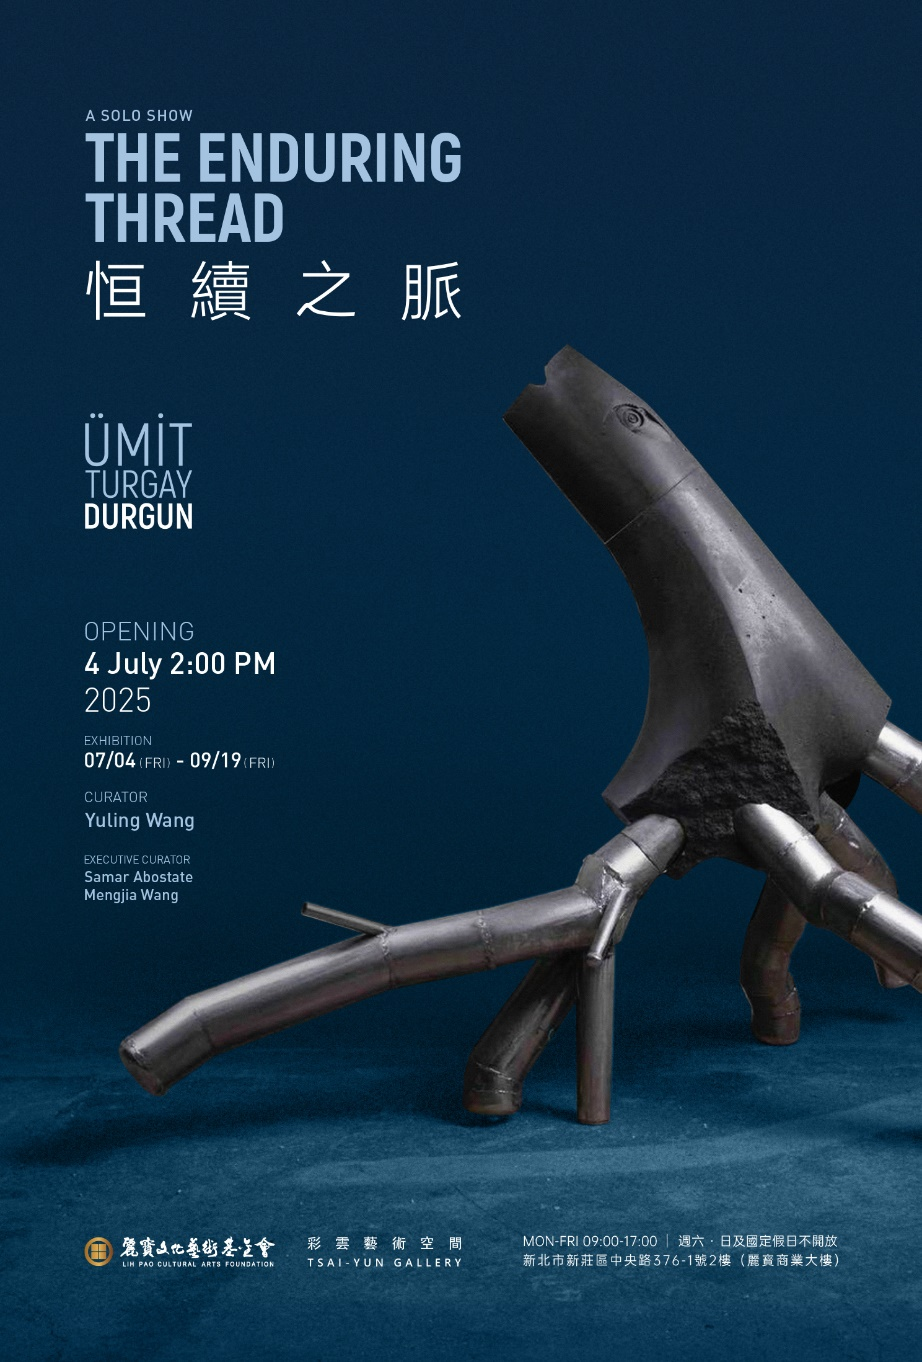 A SOLO SHOW
THE ENDURING
THREAD
恒續之脈
ÜMİT
TURGAY
DURGUN
OPENING
4 July 2:00 PM
2025
EXHIBITION
07/04 (FRI) - 09/19 (FRI)
CURATOR
Yuling Wang
EXECUTIVE CURATOR
Samar Abostate
Mengjia Wang
麗寶文化藝術基金會
LIH PAO CULTURAL ARTS FOUNDATION
彩雲藝術空間
TSAI-YUN GALLERY
MON-FRI 09:00-17:00 | 週六．日及國定假日不開放
新北市新莊區中央路376-1號2樓（麗寶商業大樓）